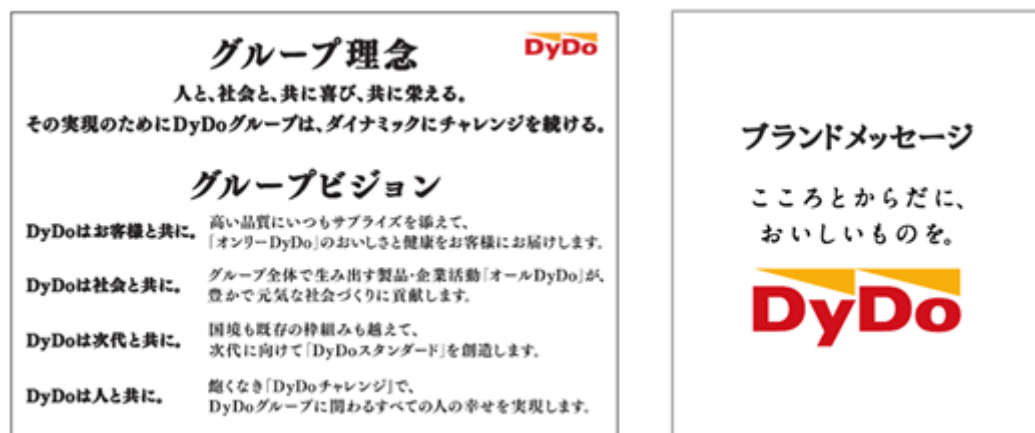 グループ理念
DyDo
人と、社会と、共に喜び、共に栄える。
その実現のためにDyDoグループは、ダイナミックにチャレンジを続ける。
グループビジョン
DyDoはお客様と共に。
高い品質にいつもサプライズを添えて、
「オンリーDyDo」のおいしさと健康をお客様にお届けします。
DyDoは社会と共に。
グループ全体で生み出す製品・企業活動「オールDyDo」が、
豊かで元気な社会づくりに貢献します。
DyDoは次代と共に。
国境も既存の枠組みも越えて、
次代に向けて「DyDoスタンダード」を創造します。
DyDoは人と共に。
飽くなき「DyDoチャレンジ」で、
DyDoグループに関わるすべての人の幸せを実現します。
ブランドメッセージ
こころとからだに、
おいしいものを。
DyDo